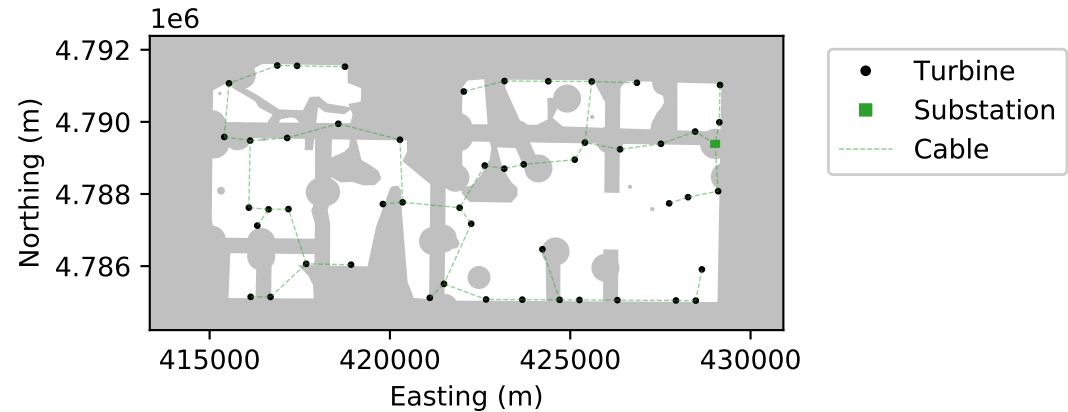 1e6
4.792
4.790
4.788
4.786
Northing (m)
415000 420000 425000 430000
Easting (m)
Turbine
Substation
Cable